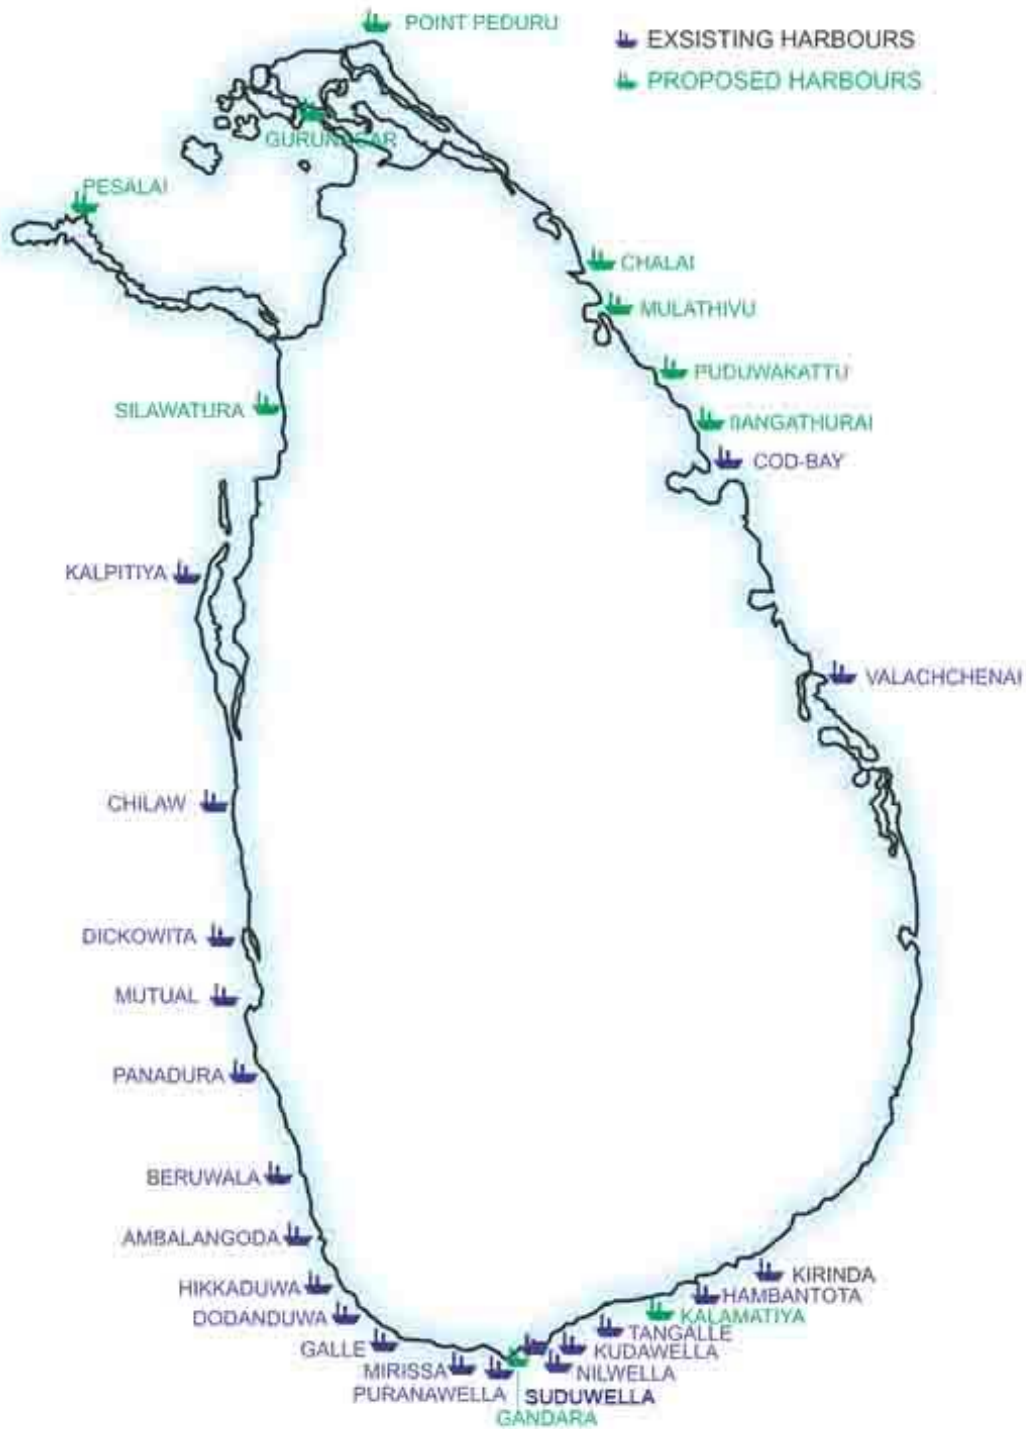 POINT PEDURU
EXSISTING HARBOURS
PROPOSED HARBOURS
GURUNAGAR
PESALAI
CHALAI
MULATHIVU
PUDUWAKATTU
SILAWATURA
IIANGATHURAI
COD-BAY
KALPITIYA
VALACHCHENAI
CHILAW
DICKOWITA
MUTUAL
PANADURA
BERUWALA
AMBALANGODA
KIRINDA
HIKKADUWA
HAMBANTOTA
DODANDUWA
KALAMATIYA
TANGALLE
GALLE
KUDAWELLA
MIRISSA
NILWELLA
PURANAWELLA
SUDUWELLA
GANDARA